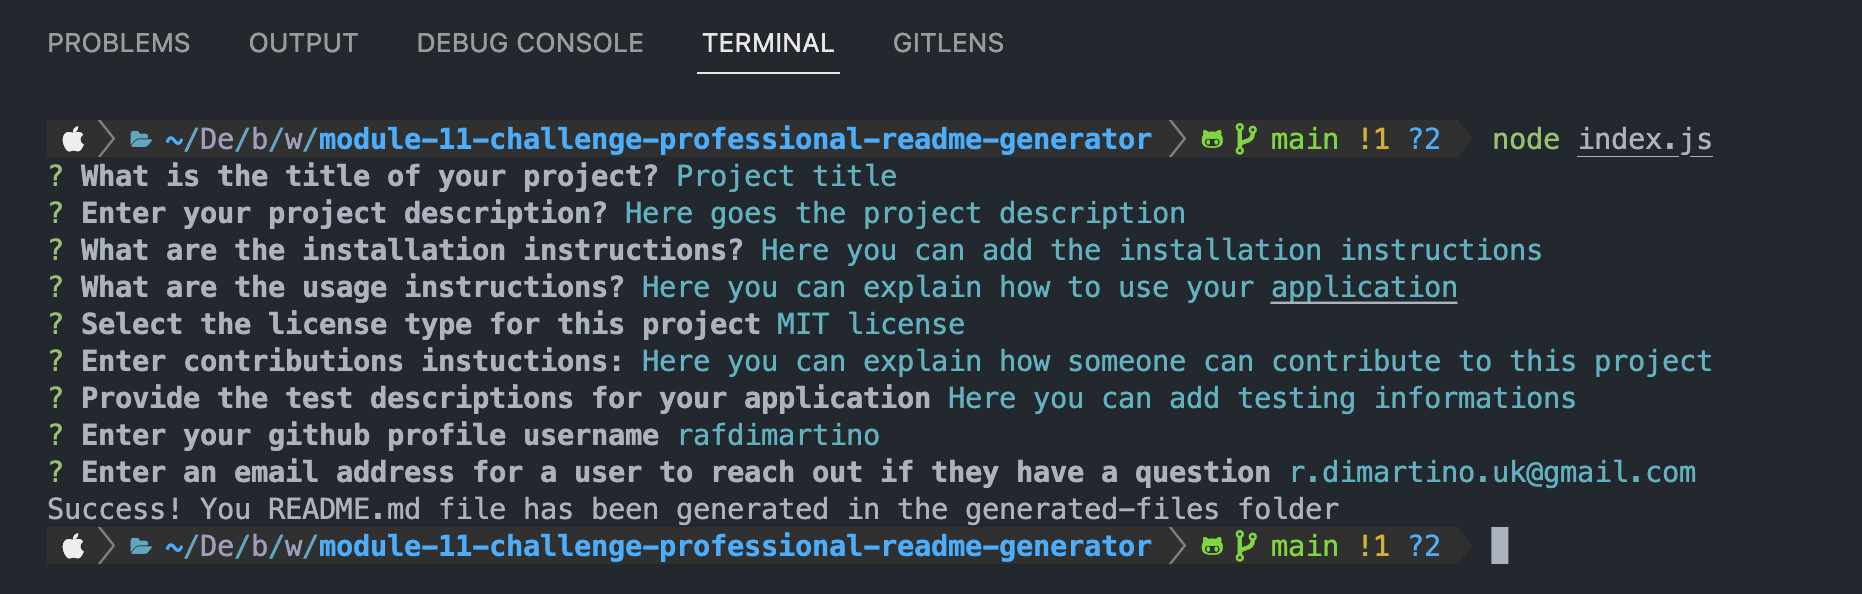 PROBLEMS OUTPUT DEBUG CONSOLE TERMINAL GITLENS
~/De/b/w/module-11-challenge-professional-readme-generator main !1 ?2 node index.js
? What is the title of your project? Project title
? Enter your project description? Here goes the project description
? What are the installation instructions? Here you can add the installation instructions
? What are the usage instructions? Here you can explain how to use your application
? Select the license type for this project MIT license
? Enter contributions instuctions: Here you can explain how someone can contribute to this project
? Provide the test descriptions for your application Here you can add testing informations
? Enter your github profile username rafdimartino
? Enter an email address for a user to reach out if they have a question r.dimartino.uk@gmail.com
Success! You README.md file has been generated in the generated-files folder
~/De/b/w/module-11-challenge-professional-readme-generator main !1 ?2